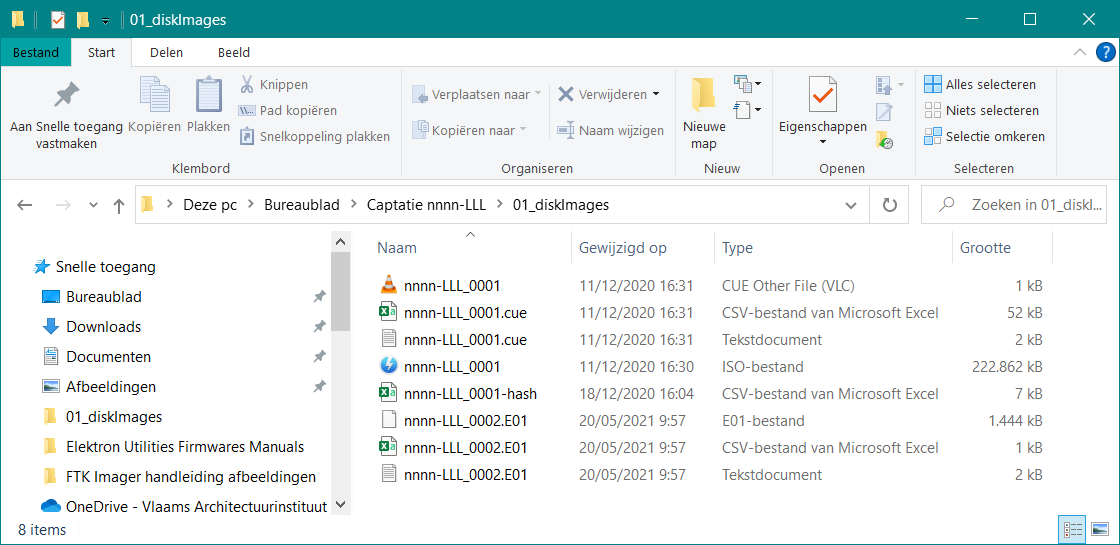 01_diskImages
Bestand Start Delen Beeld
Aan Snelle toegang vastmaken
Kopiëren
Plakken
Knippen
Pad kopiëren
Snelkoppeling plakken
Klembord
Verplaatsen naar
Kopiëren naar
Verwijderen
Naam wijzigen
Organiseren
Nieuwe map
Nieuw
Eigenschappen
Openen
Alles selecteren
Niets selecteren
Selectie omkeren
Selecteren
Deze pc > Bureaublad > Captatie nnnn-LLL > 01_diskImages
Zoeken in 01_diskI...
Snelle toegang
Bureaublad
Downloads
Documenten
Afbeeldingen
01_diskImages
Elektron Utilities Firmwares Manuals
FTK Imager handleiding afbeeldingen
OneDrive - Vlaams Architectuurinstituut
Naam Gewijzigd op Type Grootte
nnnn-LLL_0001 11/12/2020 16:31 CUE Other File (VLC) 1 kB
nnnn-LLL_0001.cue 11/12/2020 16:31 CSV-bestand van Microsoft Excel 52 kB
nnnn-LLL_0001.cue 11/12/2020 16:31 Tekstdocument 2 kB
nnnn-LLL_0001 11/12/2020 16:30 ISO-bestand 222.862 kB
nnnn-LLL_0001-hash 18/12/2020 16:04 CSV-bestand van Microsoft Excel 7 kB
nnnn-LLL_0002.E01 20/05/2021 9:57 E01-bestand 1.444 kB
nnnn-LLL_0002.E01 20/05/2021 9:57 CSV-bestand van Microsoft Excel 1 kB
nnnn-LLL_0002.E01 20/05/2021 9:57 Tekstdocument 2 kB
8 items